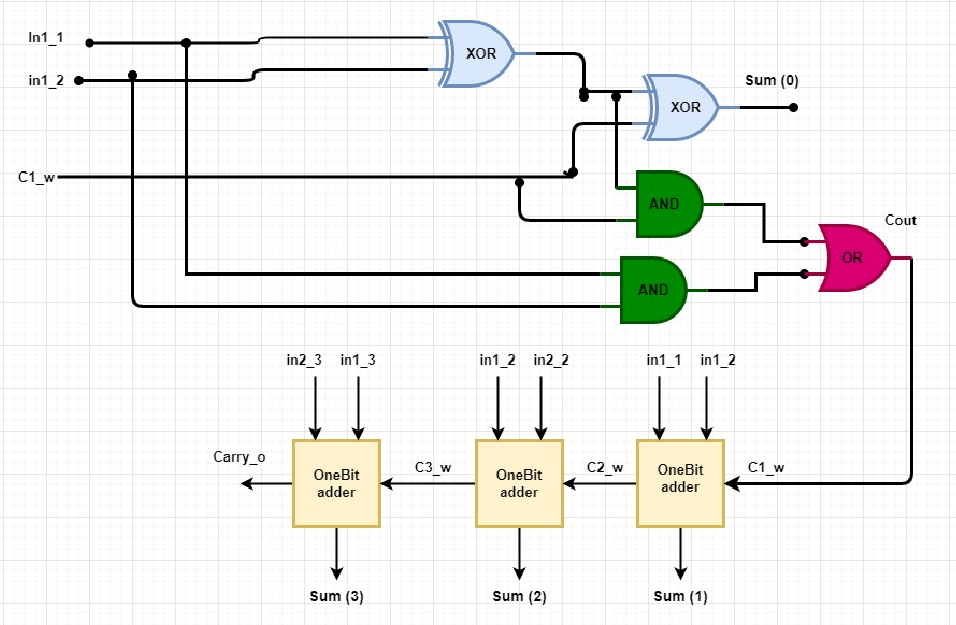 In1_1
XOR
in1_2
Sum (0)
XOR
C1_w
AND
Cout
OR
AND
in2_3
in1_3
in1_2
in2_2
in1_1
in1_2
Carry_o
OneBit
adder
C3_w
OneBit
adder
C2_w
OneBit
adder
C1_w
Sum (3)
Sum (2)
Sum (1)